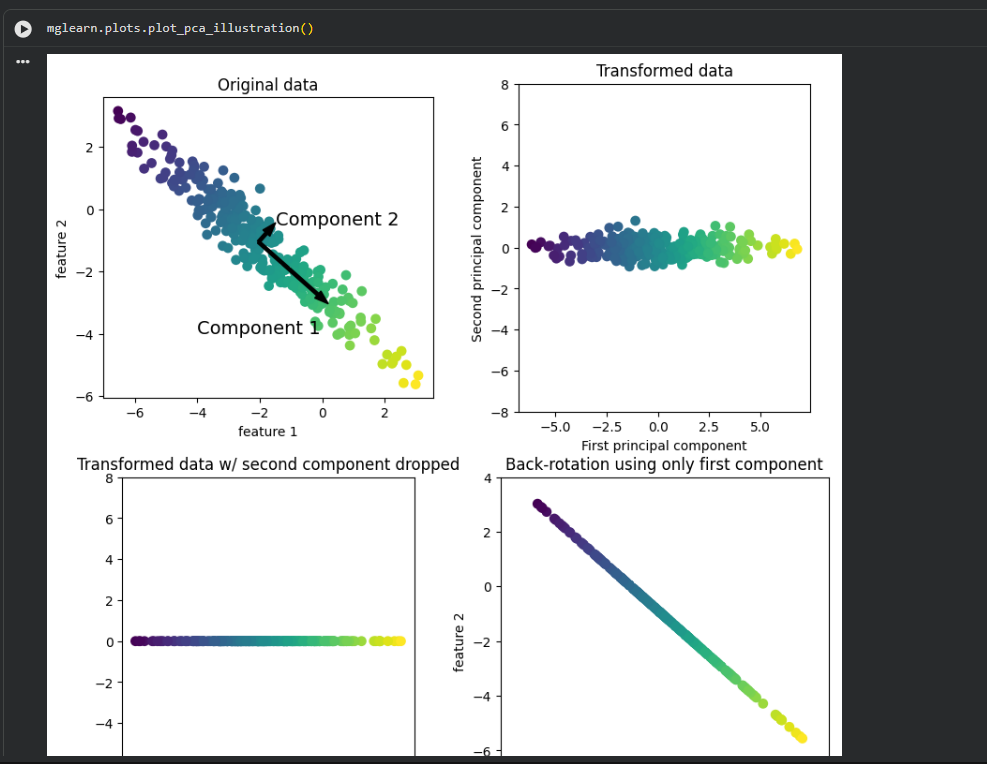 mglearn.plots.plot_pca_illustration()
Original data
2
0
−2
−4
−6
feature 2
Component 2
Component 1
−6 −4 −2 0 2
feature 1
Transformed data
8
6
4
2
0
−2
−4
−6
−8
Second principal component
−5.0 −2.5 0.0 2.5 5.0
First principal component
Transformed data w/ second component dropped
8
6
4
2
0
−2
−4
Back-rotation using only first component
4
2
0
−2
−4
−6
feature 2